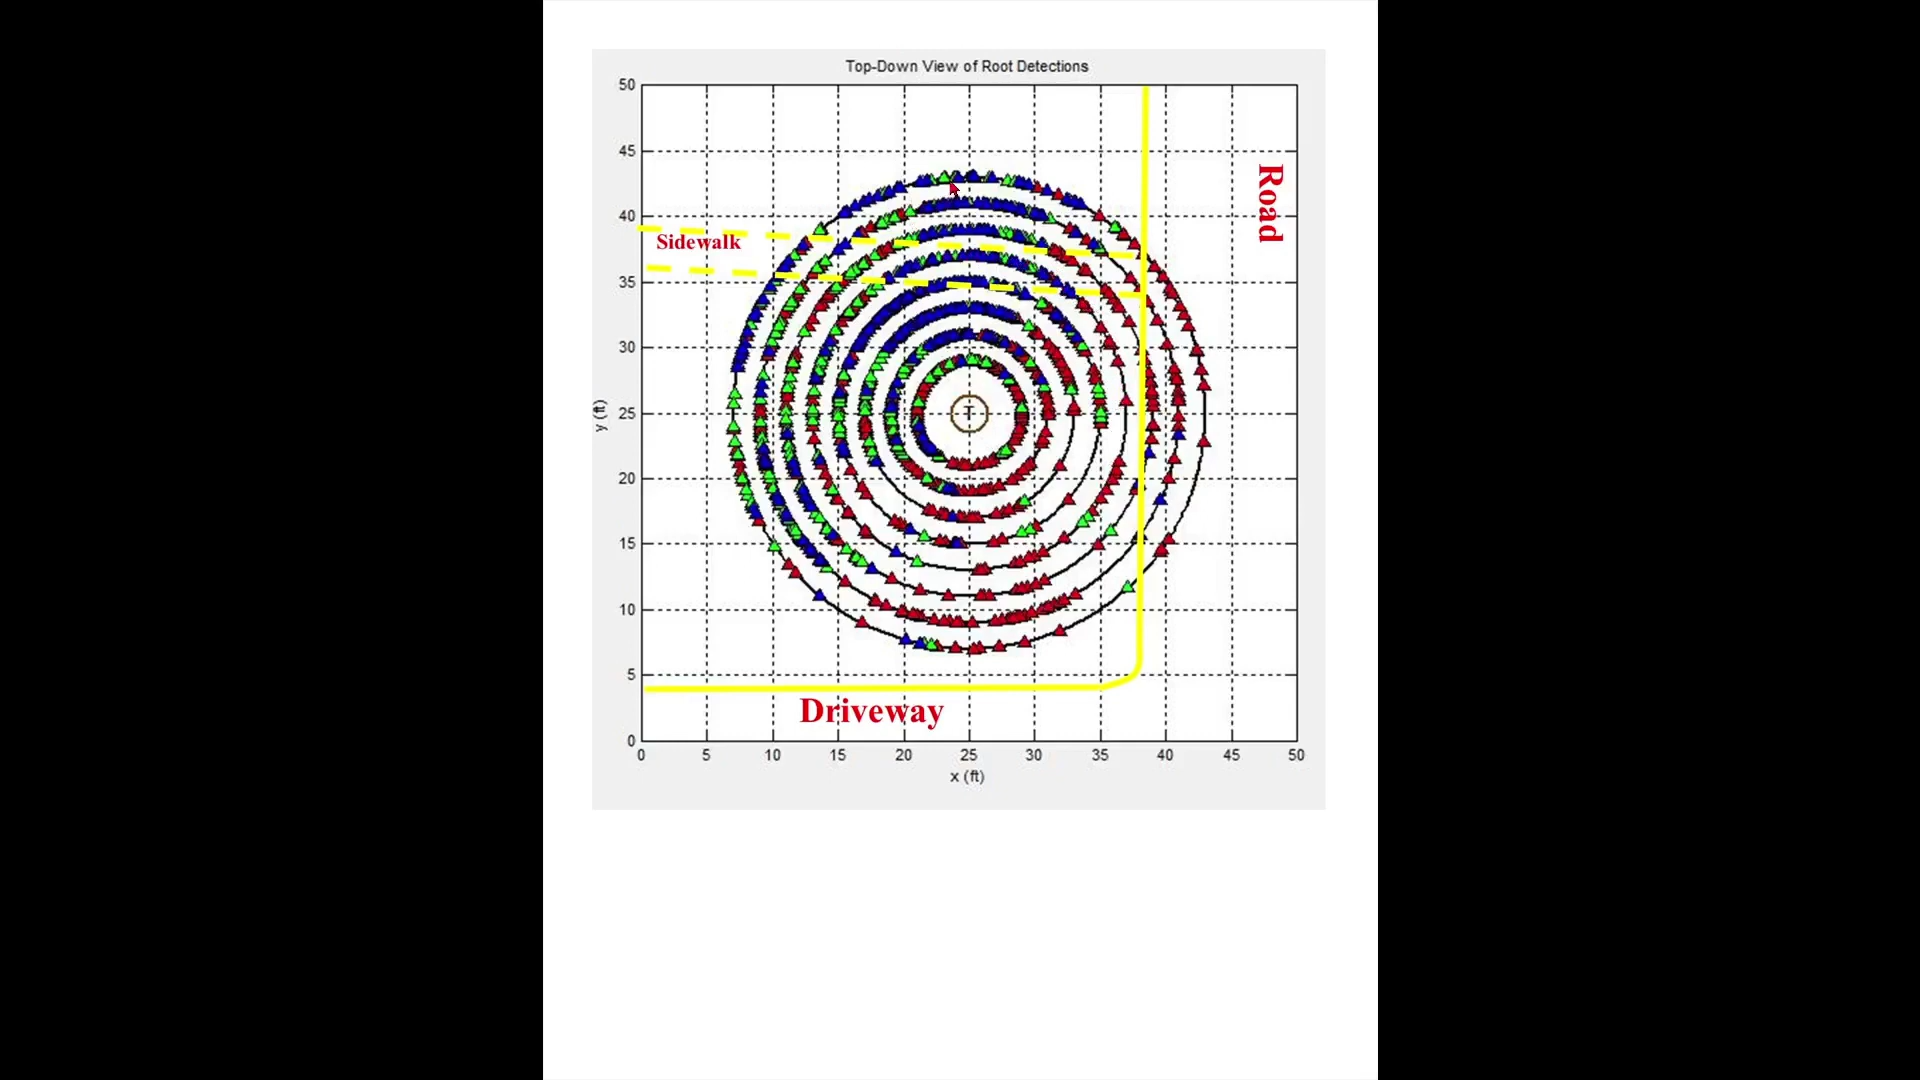 Top-Down View of Root Detections
50
45
Road
40
Sidewalk
35
30
25
T
y (ft)
20
15
10
5
Driveway
0
0 5 10 15 20 25 30 35 40 45 50
x (ft)